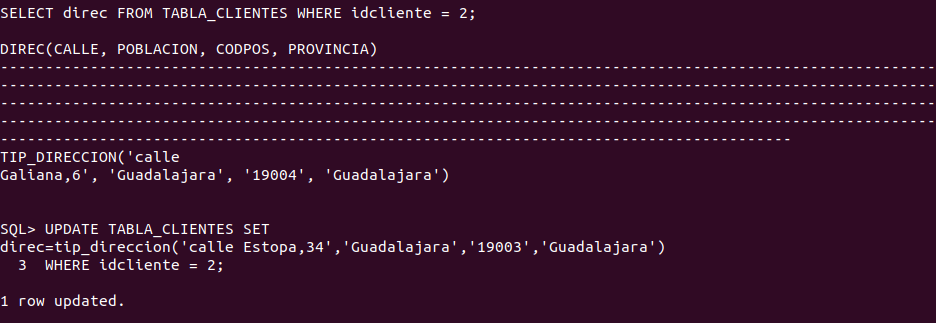 SELECT direc FROM TABLA_CLIENTES WHERE idcliente = 2;
DIREC(CALLE, POBLACION, CODPOS, PROVINCIA)
--------------------------------------------------------------------------------------------------------
--------------------------------------------------------------------------------------------------------
--------------------------------------------------------------------------------------------------------
--------------------------------------------------------------------------------------------------------
----------------------------------------------------------------------------------------
TIP_DIRECCION('calle
Galiana,6', 'Guadalajara', '19004', 'Guadalajara')
SQL> UPDATE TABLA_CLIENTES SET
direc=tip_direccion('calle Estopa,34','Guadalajara','19003','Guadalajara')
  3  WHERE idcliente = 2;
1 row updated.